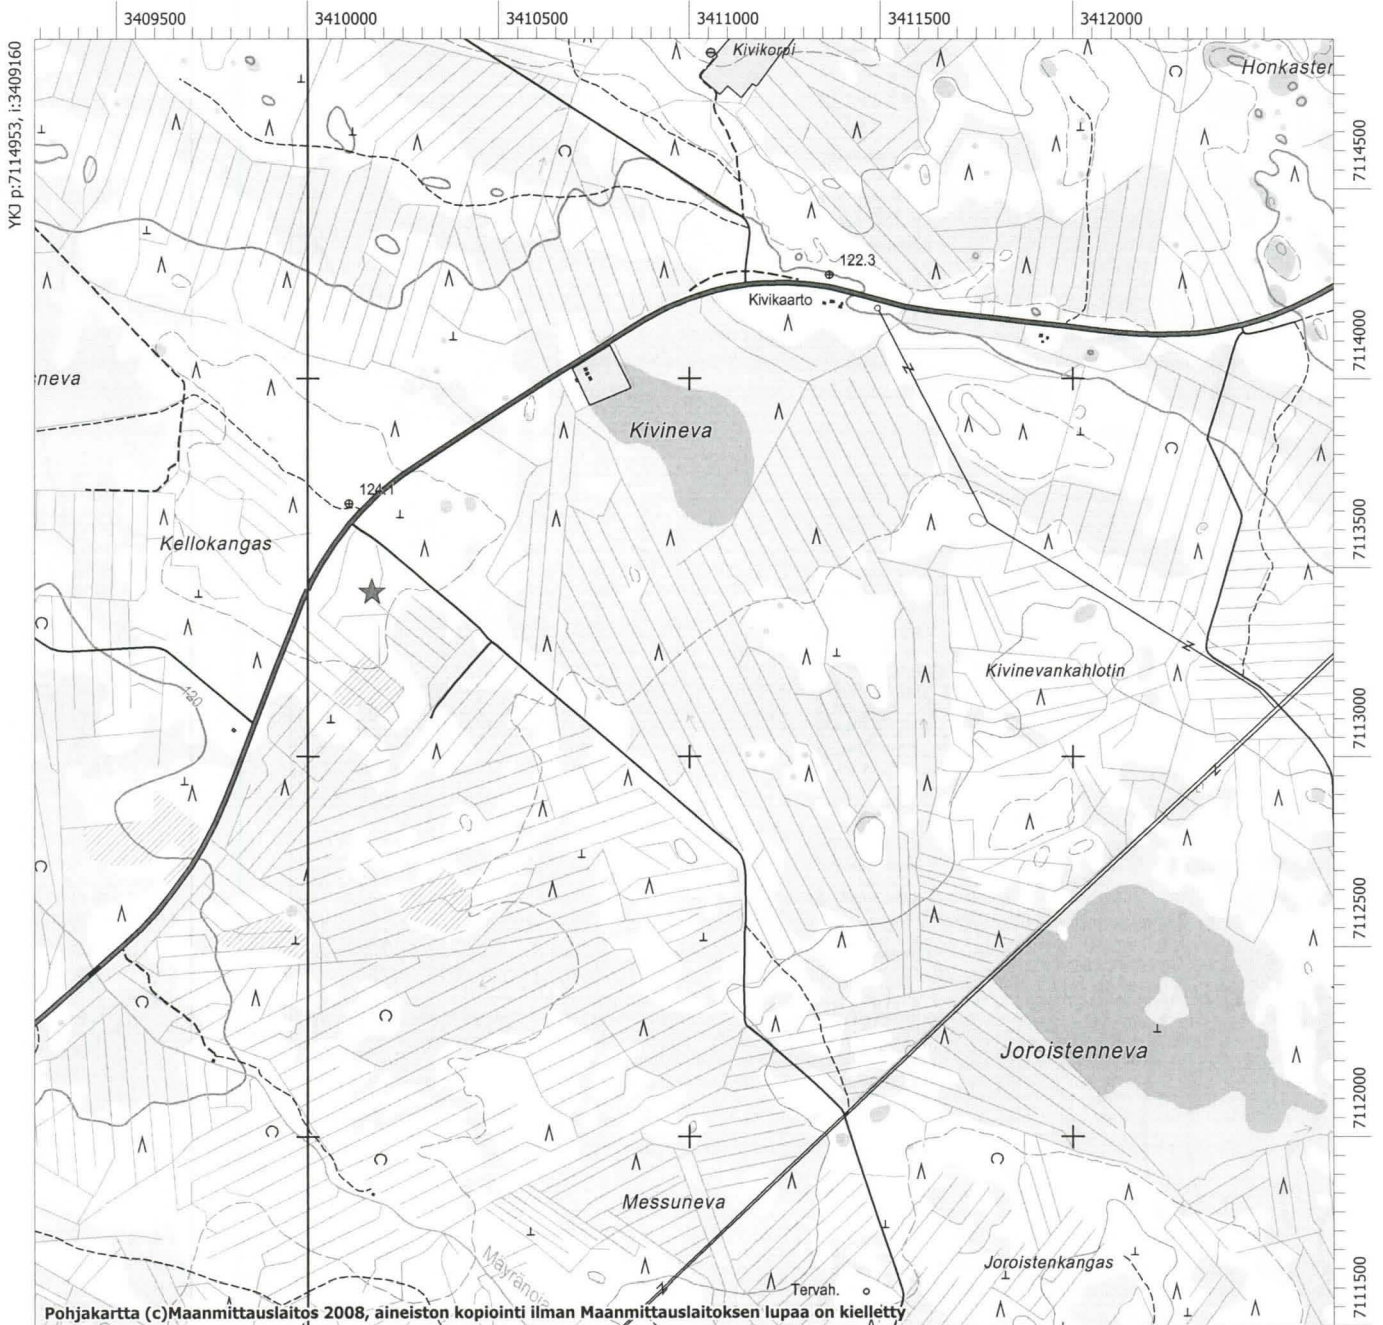 3409500 3410000 3410500 3411000 3411500 3412000
YKJ p:7114953, i:3409160
Kivikorpi
Honkaster
7114500
122.3
Kivikaarto
7114000
neva
Kivineva
124.1
7113500
Kellokangas
Kivinevankahlotin
120
7113000
7112500
Joroistenneva
7112000
Messuneva
Joroistenkangas
Mäyränoja
Tervah.
7111500
Pohjakartta (c)Maanmittauslaitos 2008, aineiston kopiointi ilman Maanmittauslaitoksen lupaa on kielletty